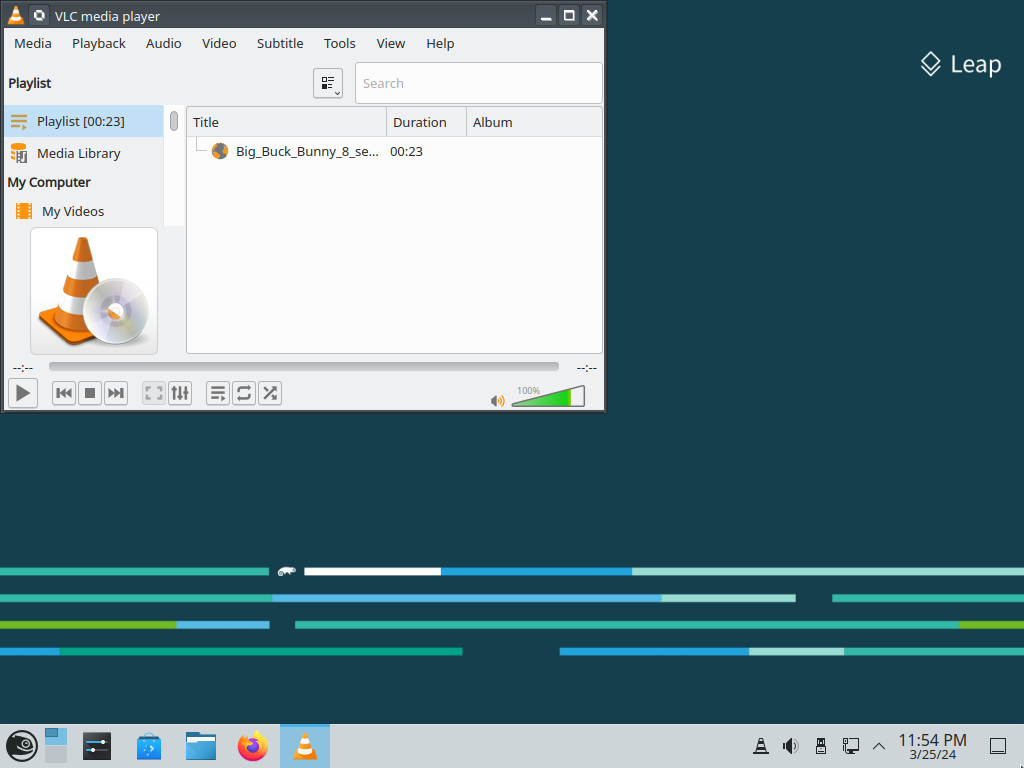 VLC media player
Media Playback Audio Video Subtitle Tools View Help
Leap
Playlist
Search
Playlist [00:23]
Title Duration Album
Media Library
Big_Buck_Bunny_8_se... 00:23
My Computer
My Videos
--:-- --:--
100%
11:54 PM
3/25/24